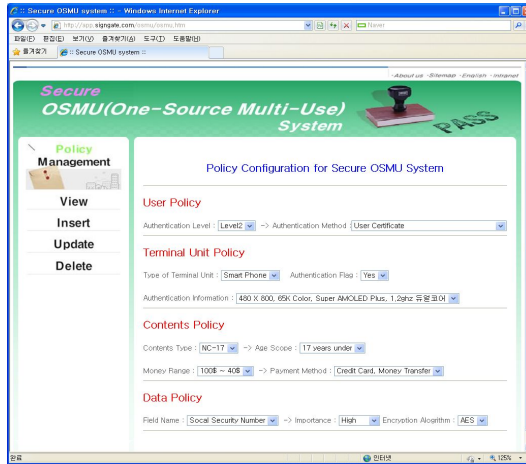 :: Secure OSMU system :: - Windows Internet Explorer
http://app.signgate.com/osmu/osmu.htm
Naver
파일(F) 편집(E) 보기(V) 즐겨찾기(A) 도구(T) 도움말(H)
즐겨찾기 :: Secure OSMU system ::
About us Sitemap English Intranet
Secure
OSMU(One-Source Multi-Use)
System
PASS
Policy
Management
View
Insert
Update
Delete
Policy Configuration for Secure OSMU System
User Policy
Authentication Level : Level2 -> Authentication Method : User Certificate
Terminal Unit Policy
Type of Terminal Unit : Smart Phone Authentication Flag : Yes
Authentication Infomation : 480 X 800, 65K Color, Super AMOLED Plus, 1,2ghz 듀얼코어
Contents Policy
Contents Type : NC-17 -> Age Scope : 17 years under
Money Range : 100$ ~ 40$ -> Payment Method : Credit Card, Money Transfer
Data Policy
Field Name : Socal Security Number -> Importance : High Encryption Alogrithm : AES
완료
인터넷
125%